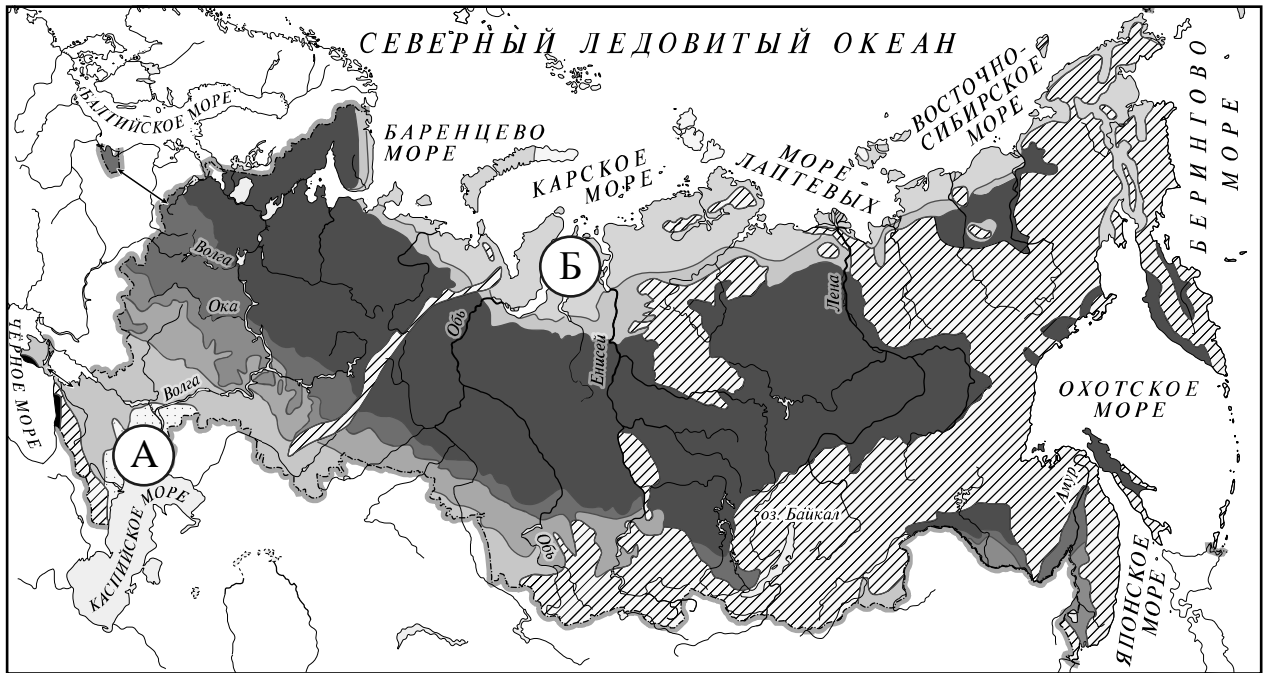 СЕВЕРНЫЙ ЛЕДОВИТЫЙ ОКЕАН
БАЛТИЙСКОЕ МОРЕ
БАРЕНЦЕВО
МОРЕ
КАРСКОЕ
МОРЕ
МОРЕ
ЛАПТЕВЫХ
ВОСТОЧНО-
СИБИРСКОЕ
МОРЕ
БЕРИНГОВО
МОРЕ
Б
Волга
Ока
Обь
Енисей
Лена
ЧЁРНОЕ МОРЕ
Волга
А
КАСПИЙСКОЕ МОРЕ
Обь
оз. Байкал
Амур
ОХОТСКОЕ
МОРЕ
ЯПОНСКОЕ
МОРЕ